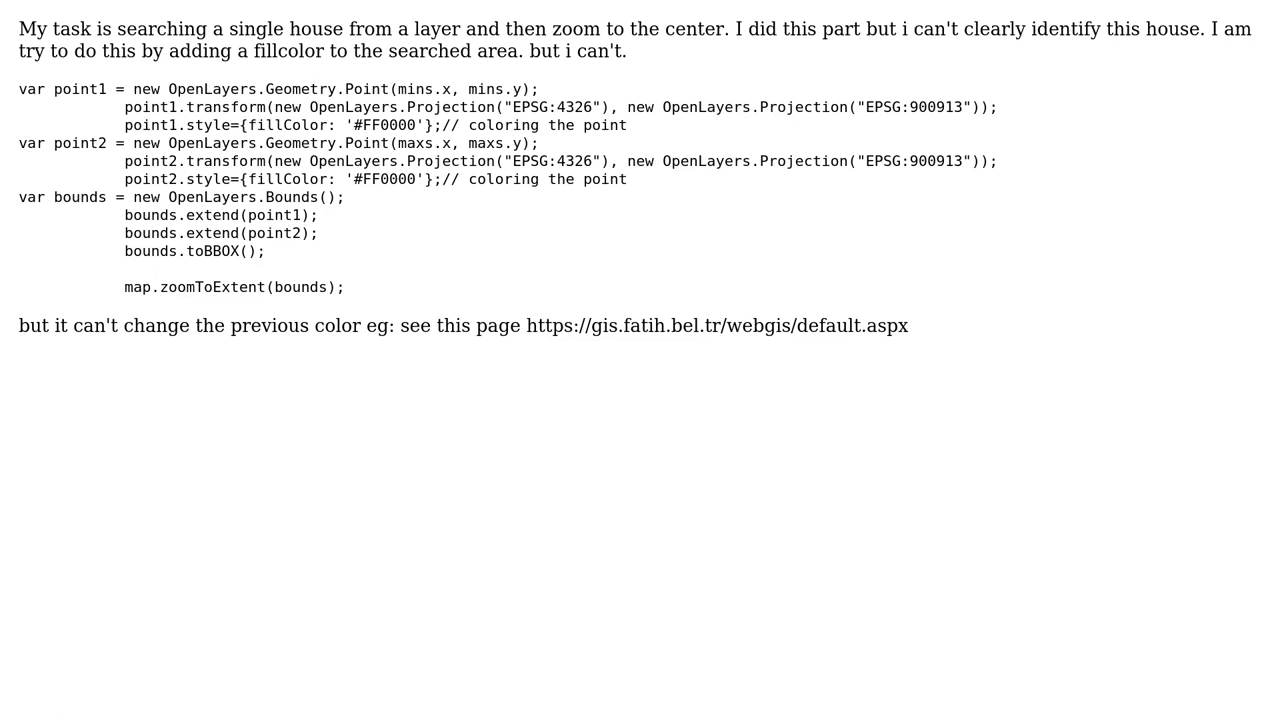 My task is searching a single house from a layer and then zoom to the center. I did this part but i can't clearly identify this house. I am
try to do this by adding a fillcolor to the searched area. but i can't.
var point1 = new OpenLayers.Geometry.Point(mins.x, mins.y);
            point1.transform(new OpenLayers.Projection("EPSG:4326"), new OpenLayers.Projection("EPSG:900913"));
            point1.style={fillColor: '#FF0000'};// coloring the point
var point2 = new OpenLayers.Geometry.Point(maxs.x, maxs.y);
            point2.transform(new OpenLayers.Projection("EPSG:4326"), new OpenLayers.Projection("EPSG:900913"));
            point2.style={fillColor: '#FF0000'};// coloring the point
var bounds = new OpenLayers.Bounds();
            bounds.extend(point1);
            bounds.extend(point2);
            bounds.toBBOX();
            map.zoomToExtent(bounds);
but it can't change the previous color eg: see this page https://gis.fatih.bel.tr/webgis/default.aspx